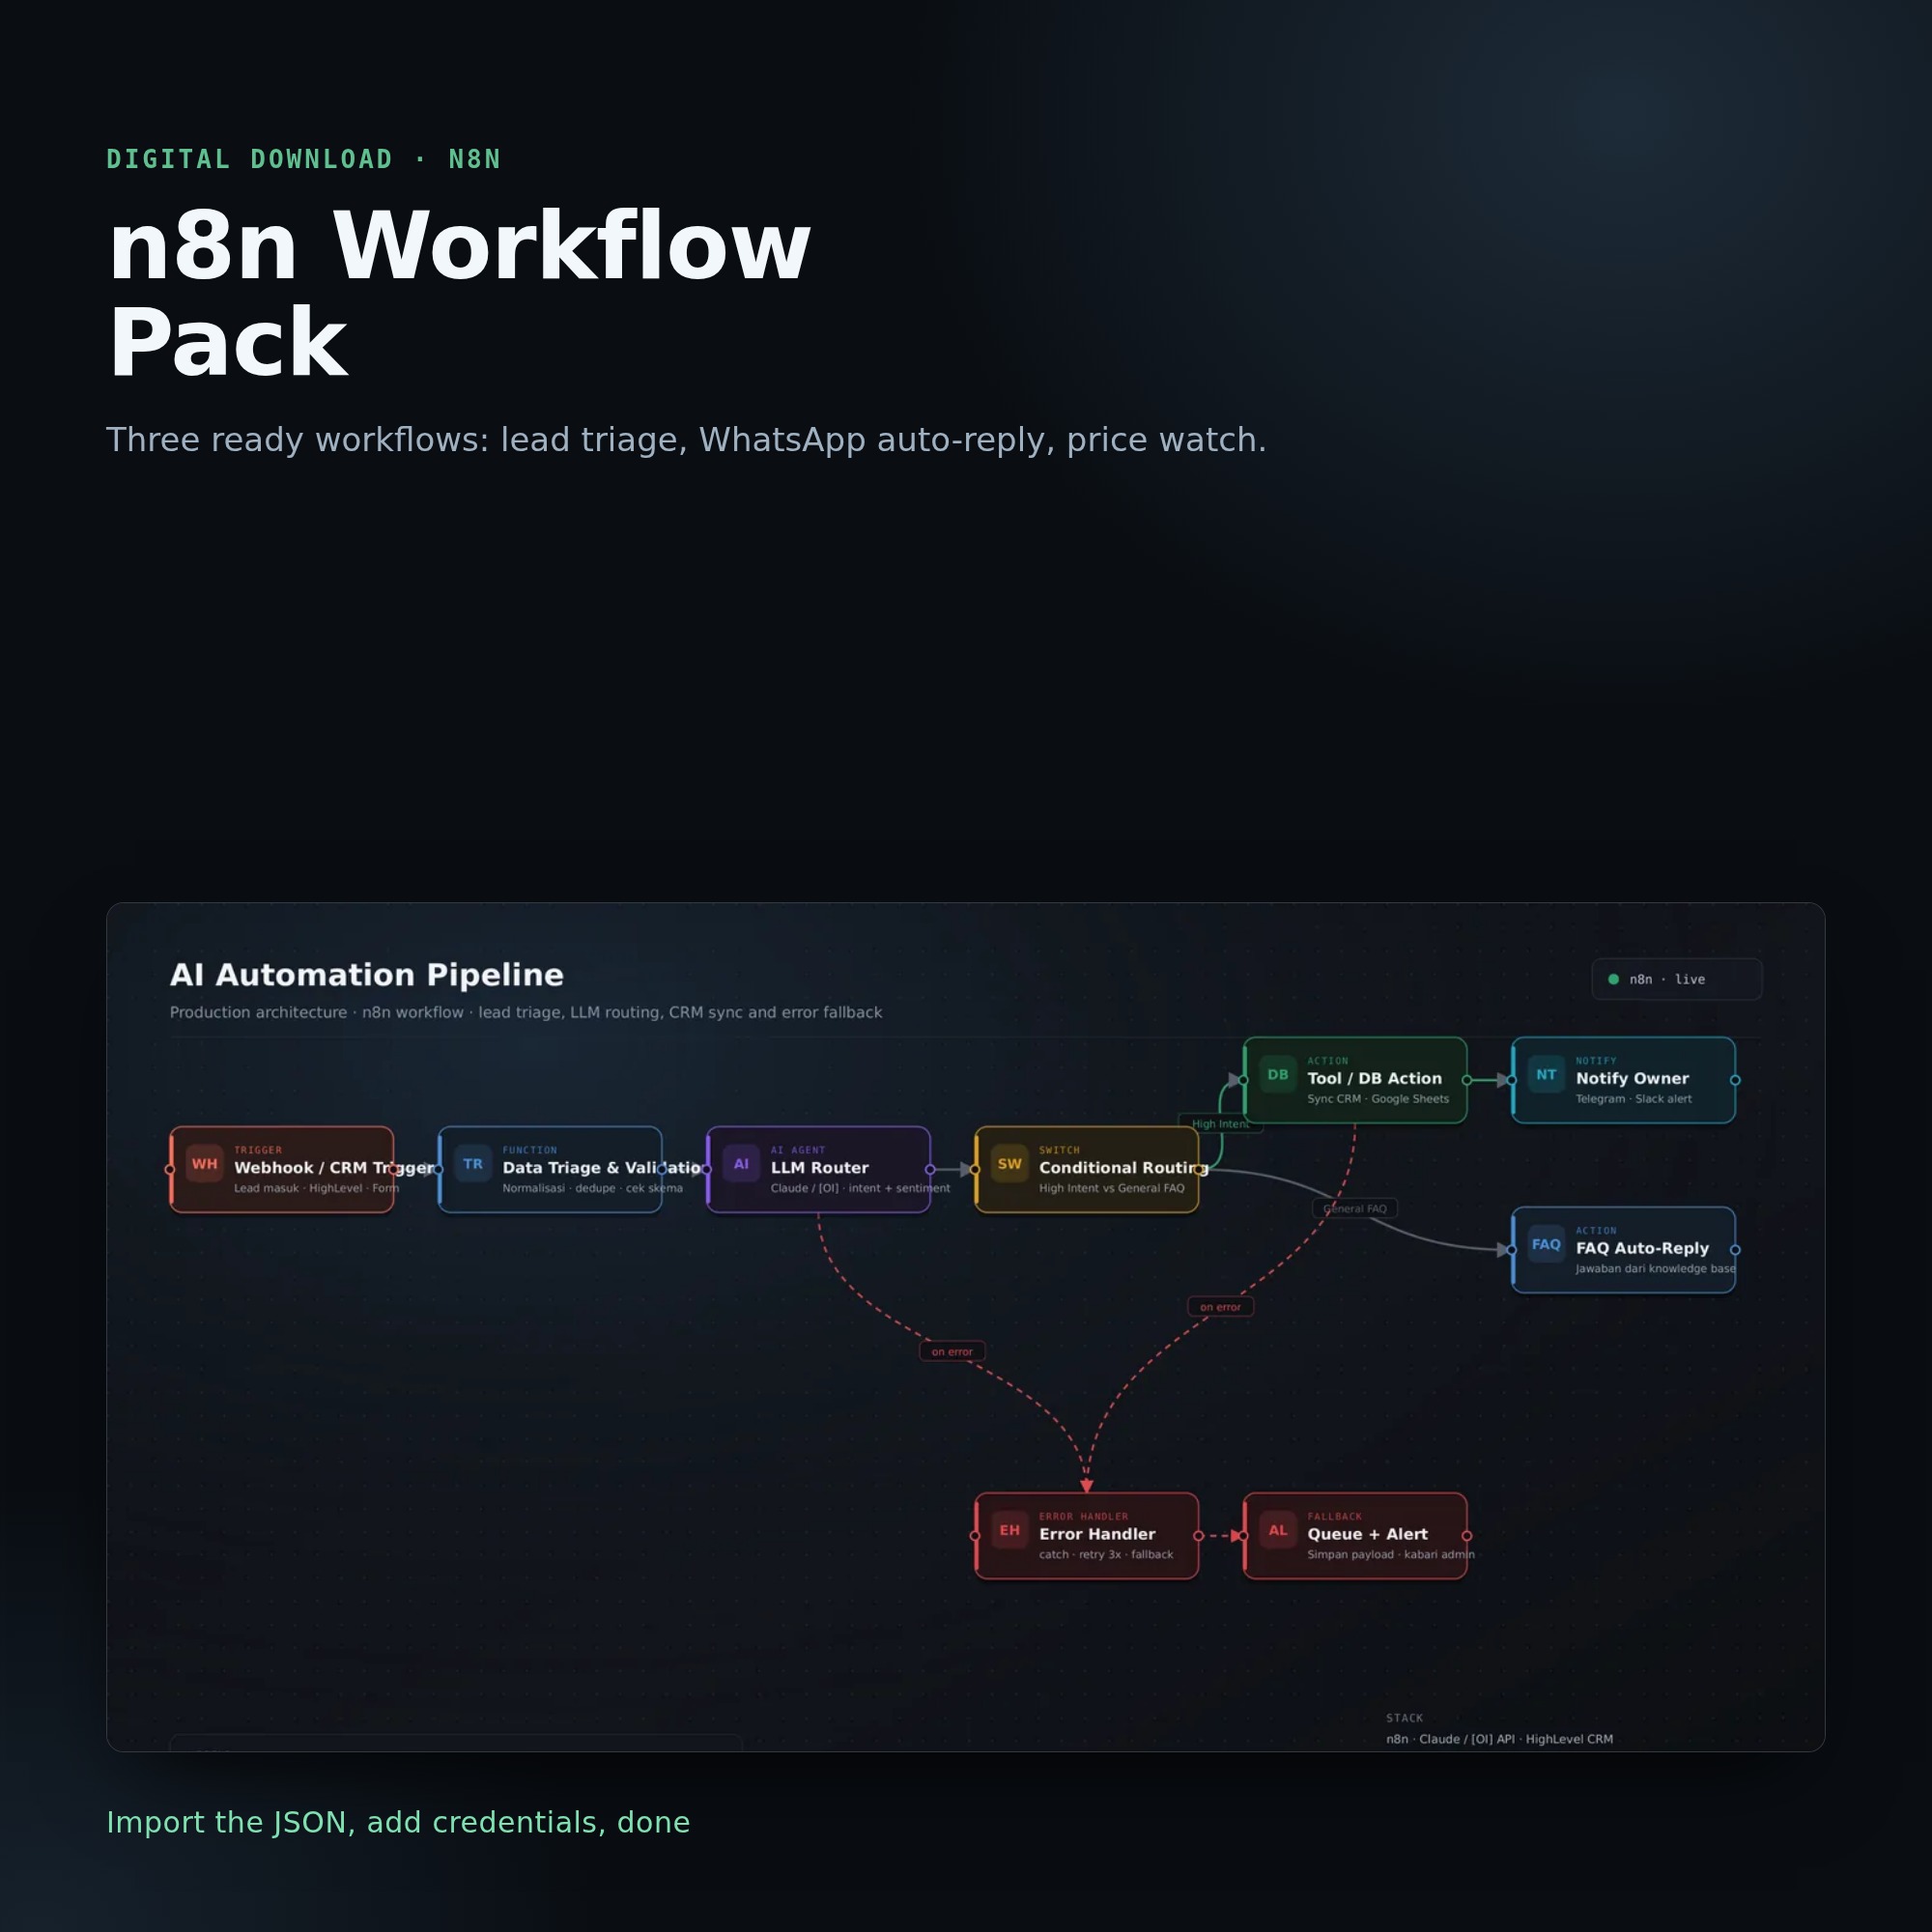 DIGITAL DOWNLOAD · N8N
n8n Workflow
Pack
Three ready workflows: lead triage, WhatsApp auto-reply, price watch.
AI Automation Pipeline
n8n · live
Production architecture · n8n workflow · lead triage, LLM routing, CRM sync and error fallback
DB
ACTION
Tool / DB Action
Sync CRM · Google Sheets
NT
NOTIFY
Notify Owner
Telegram · Slack alert
High Intent
WH
TRIGGER
Webhook / CRM Trigger
Lead masuk · HighLevel · Form
TR
FUNCTION
Data Triage & Validatio
Normalisasi · dedupe · cek skema
AI
AI AGENT
LLM Router
Claude / [OI] · intent + sentiment
SW
SWITCH
Conditional Routing
High Intent vs General FAQ
General FAQ
FAQ
ACTION
FAQ Auto-Reply
Jawaban dari knowledge base
on error
on error
EH
ERROR HANDLER
Error Handler
catch · retry 3x · fallback
AL
FALLBACK
Queue + Alert
Simpan payload · kabari admin
STACK
n8n · Claude / [OI] API · HighLevel CRM
Import the JSON, add credentials, done